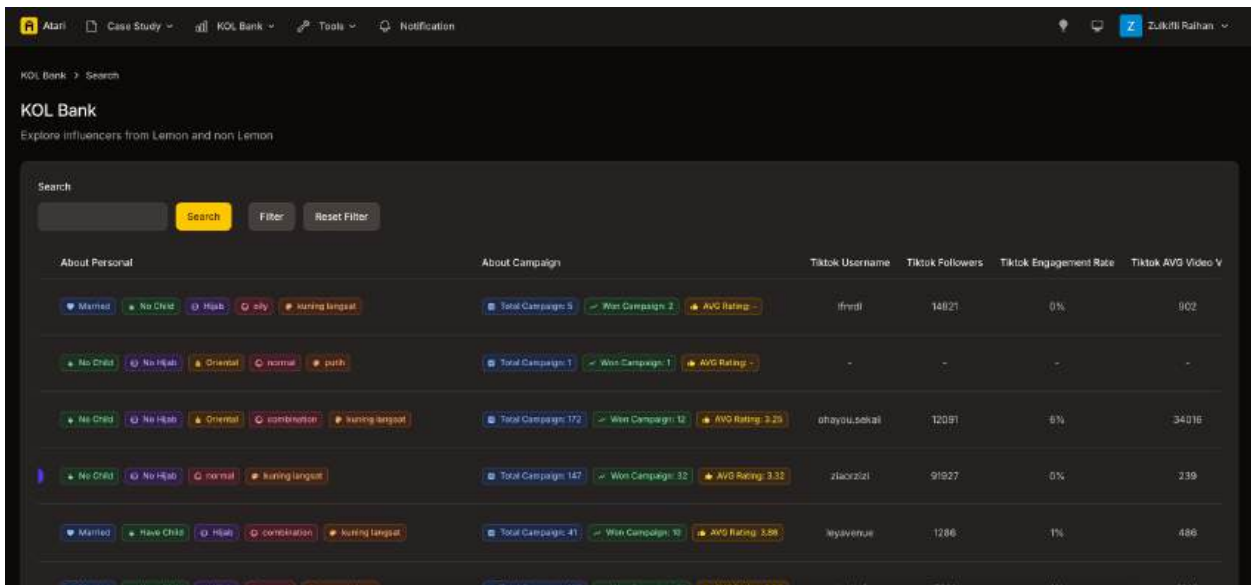 Atari Case Study KOL Bank Tools Notification Z Zulkifli Raihan
KOL Bank > Search
KOL Bank
Explore influencers from Lemon and non Lemon
Search
Search Filter Reset Filter
About Personal About Campaign Tiktok Username Tiktok Followers Tiktok Engagement Rate Tiktok AVG Video V
Married No Child Hijab oily kuning langsat Total Campaign: 5 Won Campaign: 2 AVG Rating: - 14821 0% 902
No Child No Hijab Oriental normal putih Total Campaign: 1 Won Campaign: 1 AVG Rating: - - - - -
No Child No Hijab Oriental combination kuning langsat Total Campaign: 172 Won Campaign: 12 AVG Rating: 3.25 ohayou.sekai 12091 6% 34016
No Child No Hijab normal kuning langsat Total Campaign: 147 Won Campaign: 32 AVG Rating: 3.32 91927 0% 239
Married Have Child Hijab combination kuning langsat Total Campaign: 41 Won Campaign: 10 AVG Rating: leyavenue 1286 1% 486